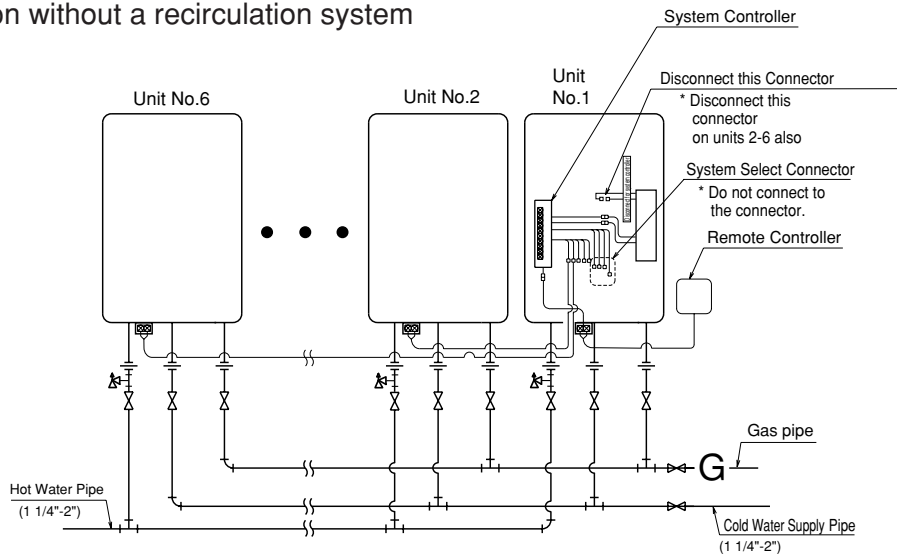 on without a recirculation system
System Controller
Unit No.6
Unit No.2
Unit
No.1
Disconnect this Connector
* Disconnect this
connector
on units 2-6 also
System Select Connector
* Do not connect to
the connector.
Remote Controller
Gas pipe
G
Hot Water Pipe
(1 1/4"-2")
Cold Water Supply Pipe
(1 1/4"-2")